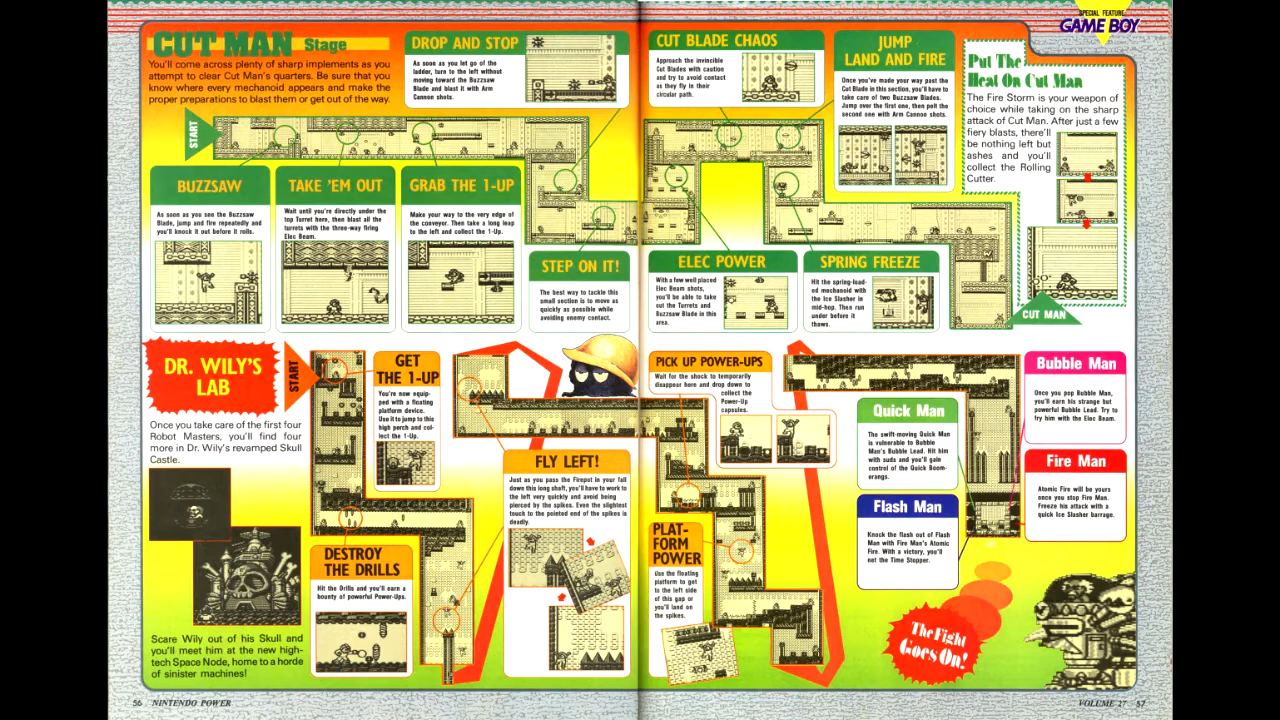 SPECIAL FEATURE
GAME BOY
CUT MAN Stage
You'll come across plenty of sharp implements as you
attempt to clear Cut Man's quarters. Be sure that you
know where every mechanoid appears and make the
proper preparations to blast them or get out of the way.
DROP AND STOP
As soon as you let go of the
ladder, turn to the left without
moving toward the Buzzsaw
Blade and blast it with Arm
Cannon shots.
CUT BLADE CHAOS
Approach the invincible
Cut Blades with caution
and try to avoid contact
as they fly in their
circular path.
JUMP
LAND AND FIRE
Once you've made your way past the
Cut Blade in this section, you'll have to
take care of two Buzzsaw Blades.
Jump over the first one, then pelt the
second one with Arm Cannon shots.
Put The
Heat On Cut Man
The Fire Storm is your weapon of
choice while taking on the sharp
attack of Cut Man. After just a few
fiery blasts, there'll
be nothing left but
ashes and you'll
collect the Rolling
Cutter.
START
BUZZSAW
As soon as you see the Buzzsaw
Blade, jump and fire repeatedly and
you'll knock it out before it rolls.
TAKE 'EM OUT
Wait until you're directly under the
top Turret here, then blast all the
turrets with the three-way firing
Elec Beam.
GRAB THE 1-UP
Make your way to the very edge of
the conveyor. Then take a long leap
to the left and collect the 1-Up.
STEP ON IT!
The best way to tackle this
small section is to move as
quickly as possible while
avoiding enemy contact.
ELEC POWER
With a few well placed
Elec Beam shots,
you'll be able to take
out the Turrets and
Buzzsaw Blade in this
area.
SPRING FREEZE
Hit the spring-load-
ed mechanoid with
the Ice Slasher in
mid-hop. Then run
under before it
thaws.
CUT MAN
DR. WILY'S
LAB
Once you take care of the first four
Robot Masters, you'll find four
more in Dr. Wily's revamped Skull
Castle.
Scare Wily out of his Skull and
you'll meet him at the new high-
tech Space Node, home to a horde
of sinister machines!
START
GET
THE 1-UP
You're now equip-
ped with a floating
platform device.
Use it to jump to this
high perch and col-
lect the 1-Up.
DESTROY
THE DRILLS
Hit the Drills and you'll earn a
bounty of powerful Power-Ups.
FLY LEFT!
Just as you pass the Firepot in your fall
down this long shaft, you'll have to work to
the left very quickly and avoid being
pierced by the spikes. Even the slightest
touch to the pointed end of the spikes is
deadly.
PICK UP POWER-UPS
Wait for the shock to temporarily
disappear here and drop down to
collect the
Power-Up
capsules.
PLAT-
FORM
POWER
Use the floating
platform to get
to the left side
of this gap or
you'll land on
the spikes.
Quick Man
The swift-moving Quick Man
is vulnerable to Bubble
Man's Bubble Lead. Hit him
with suds and you'll gain
control of the Quick Boom-
erangs.
Flash Man
Knock the flash out of Flash
Man with Fire Man's Atomic
Fire. With a victory, you'll
net the Time Stopper.
Bubble Man
Once you pop Bubble Man,
you'll earn his strange but
powerful Bubble Lead. Try to
fry him with the Elec Beam.
Fire Man
Atomic Fire will be yours
once you stop Fire Man.
Freeze his attack with a
quick Ice Slasher barrage.
The Fight
Goes On!
56 NINTENDO POWER
VOLUME 27 57